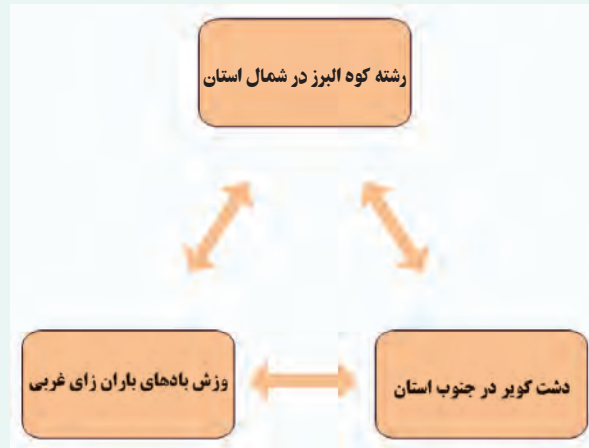 رشته کوه البرز در شمال استان
دشت کویر در جنوب استان
وزش بادهای باران زای غربی